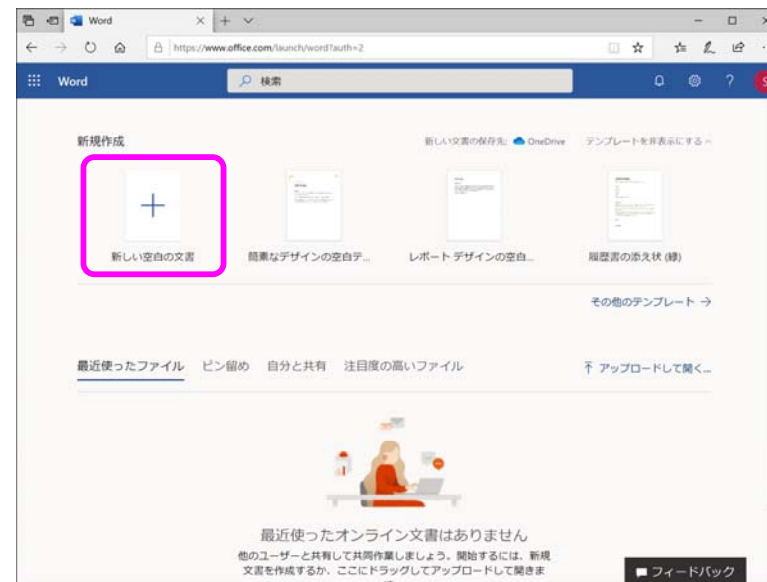 Word
https://www.office.com/launch/word?auth=2
Word
検索
?
S
新規作成
新しい文書の保存先: OneDrive
テンプレートを非表示にする
新しい空白の文書
簡素なデザインの空白テ...
レポート デザインの空白...
履歴書の添え状 (緑)
その他のテンプレート →
最近使ったファイル ピン留め 自分と共有 注目度の高いファイル
アップロードして開く...
最近使ったオンライン文書はありません
他のユーザーと共有して共同作業しましょう。開始するには、新規
文書を作成するか、ここにドラッグしてアップロードして開きま
フィードバック